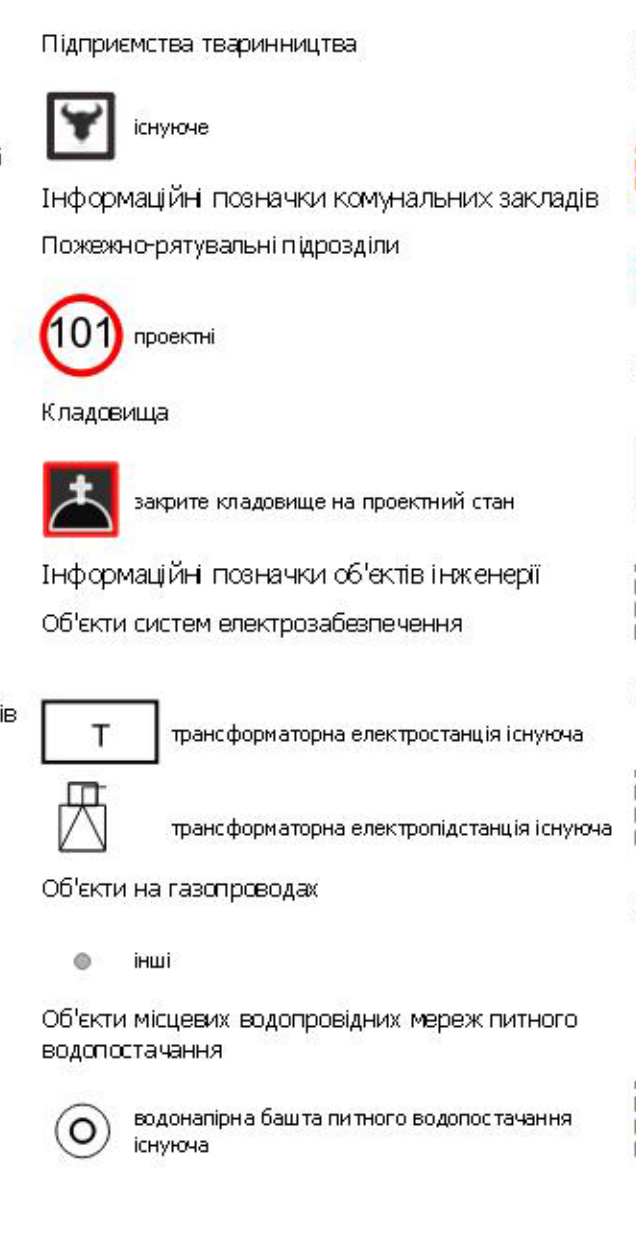 Підприємства тваринництва
існуюче
і
Інформаційні позначки комунальних закладів
Пожежно-рятувальні підрозділи
101 проектні
Кладовища
закрите кладовище на проектний стан
Інформаційні позначки об'єктів інженерії
Об'єкти систем електрозабезпечення
ів
Т трансформаторна електростанція існуюча
трансформаторна електропідстанція існуюча
Об'єкти на газопроводах
інші
Об'єкти місцевих водопровідних мереж питного
водопостачання
водонапірна башта питного водопостачання
існуюча